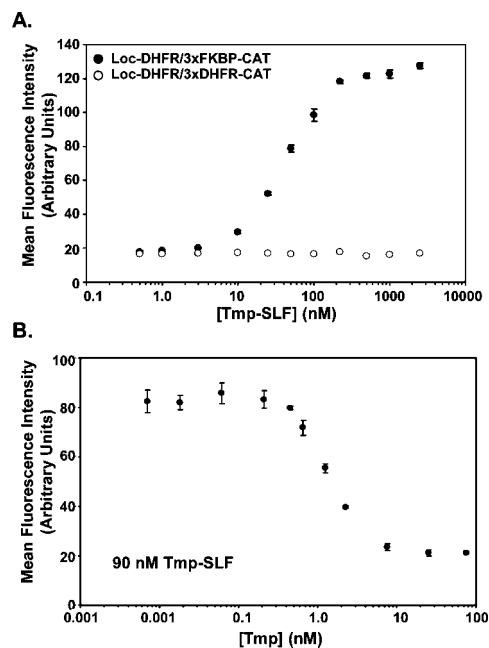 A.
140
120
100
80
60
40
20
0
Mean Fluorescence Intensity
(Arbitrary Units)
Loc-DHFR/3xFKBP-CAT
Loc-DHFR/3xDHFR-CAT
0.1
1.0
10
100
1000
10000
[Tmp-SLF] (nM)
B.
100
80
60
40
20
0
Mean Fluorescence Intensity
(Arbitrary Units)
90 nM Tmp-SLF
0.001
0.001
0.1
1.0
10
100
[Tmp] (nM)